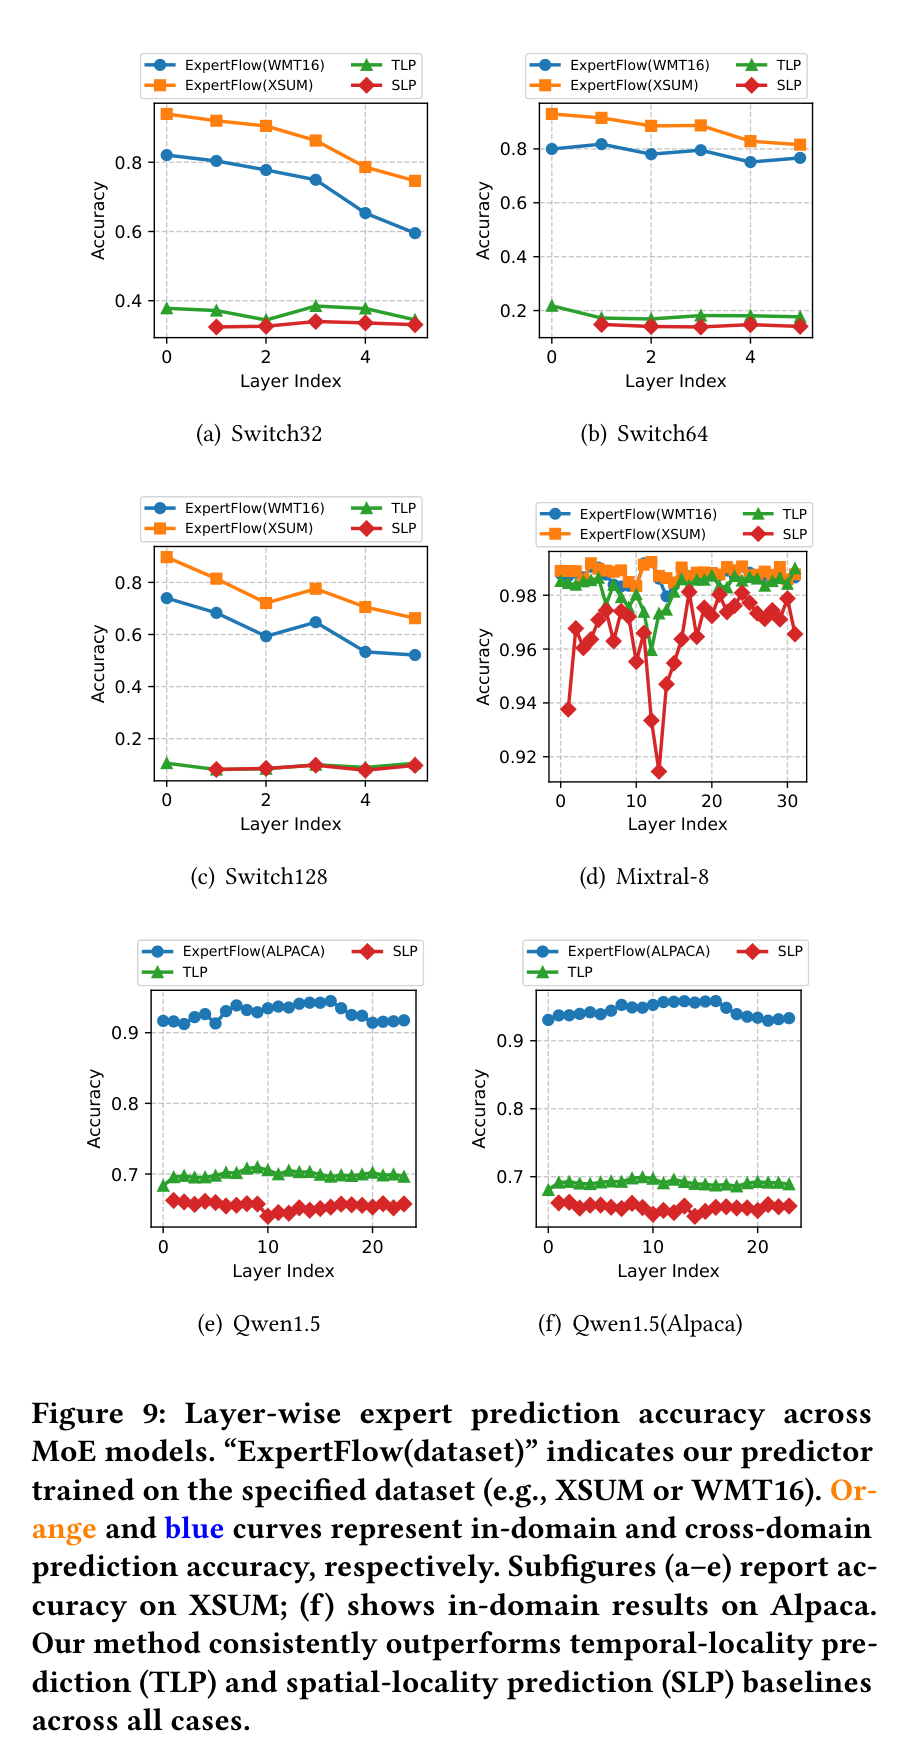 ExpertFlow(WMT16) TLP
ExpertFlow(XSUM) SLP
0.8
0.6
0.4
Accuracy
0 2 4
Layer Index
(a) Switch32
ExpertFlow(WMT16) TLP
ExpertFlow(XSUM) SLP
0.8
0.6
0.4
0.2
Accuracy
0 2 4
Layer Index
(b) Switch64
ExpertFlow(WMT16) TLP
ExpertFlow(XSUM) SLP
0.8
0.6
0.4
0.2
Accuracy
0 2 4
Layer Index
(c) Switch128
ExpertFlow(WMT16) TLP
ExpertFlow(XSUM) SLP
0.98
0.96
0.94
0.92
Accuracy
0 10 20 30
Layer Index
(d) Mixtral-8
ExpertFlow(ALPACA) SLP
TLP
0.9
0.8
0.7
Accuracy
0 10 20
Layer Index
(e) Qwen1.5
ExpertFlow(ALPACA) SLP
TLP
0.9
0.8
0.7
Accuracy
0 10 20
Layer Index
(f) Qwen1.5(Alpaca)
Figure 9: Layer-wise expert prediction accuracy across
MoE models. “ExpertFlow(dataset)” indicates our predictor
trained on the specified dataset (e.g., XSUM or WMT16). Or-
ange and blue curves represent in-domain and cross-domain
prediction accuracy, respectively. Subfigures (a–e) report ac-
curacy on XSUM; (f) shows in-domain results on Alpaca.
Our method consistently outperforms temporal-locality pre-
diction (TLP) and spatial-locality prediction (SLP) baselines
across all cases.